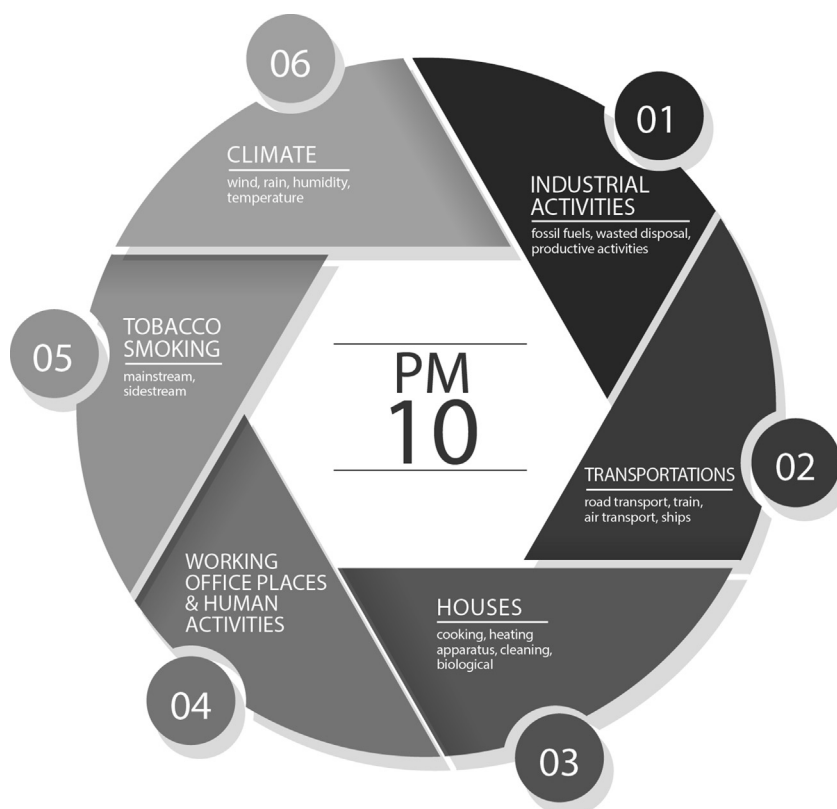 PM
10
01
INDUSTRIAL
ACTIVITIES
fossil fuels, wasted disposal,
productive activities
02
TRANSPORTATIONS
road transport, train,
air transport, ships
03
HOUSES
cooking, heating
apparatus, cleaning,
biological
04
WORKING
OFFICE PLACES
& HUMAN
ACTIVITIES
05
TOBACCO
SMOKING
mainstream,
sidestream
06
CLIMATE
wind, rain, humidity,
temperature